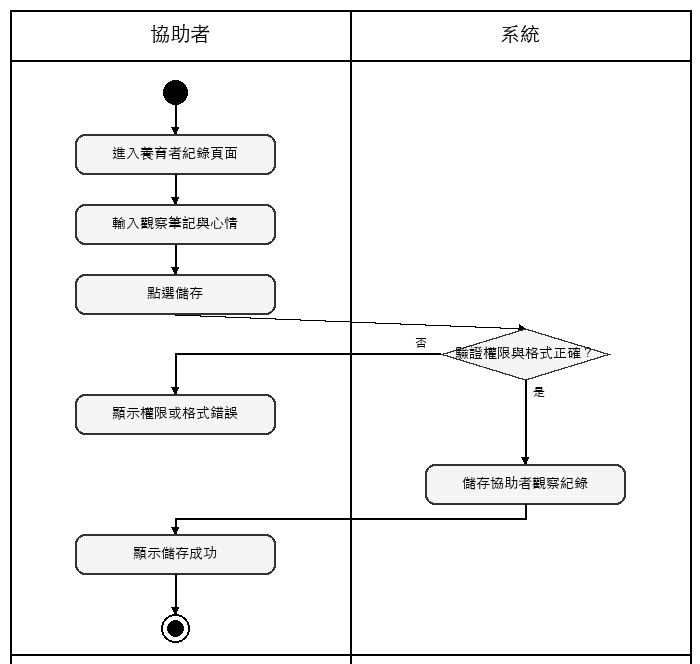 協助者
系統
進入養育者紀錄頁面
輸入觀察筆記與心情
點選儲存
驗證權限與格式正確？
否
是
顯示權限或格式錯誤
儲存協助者觀察紀錄
顯示儲存成功